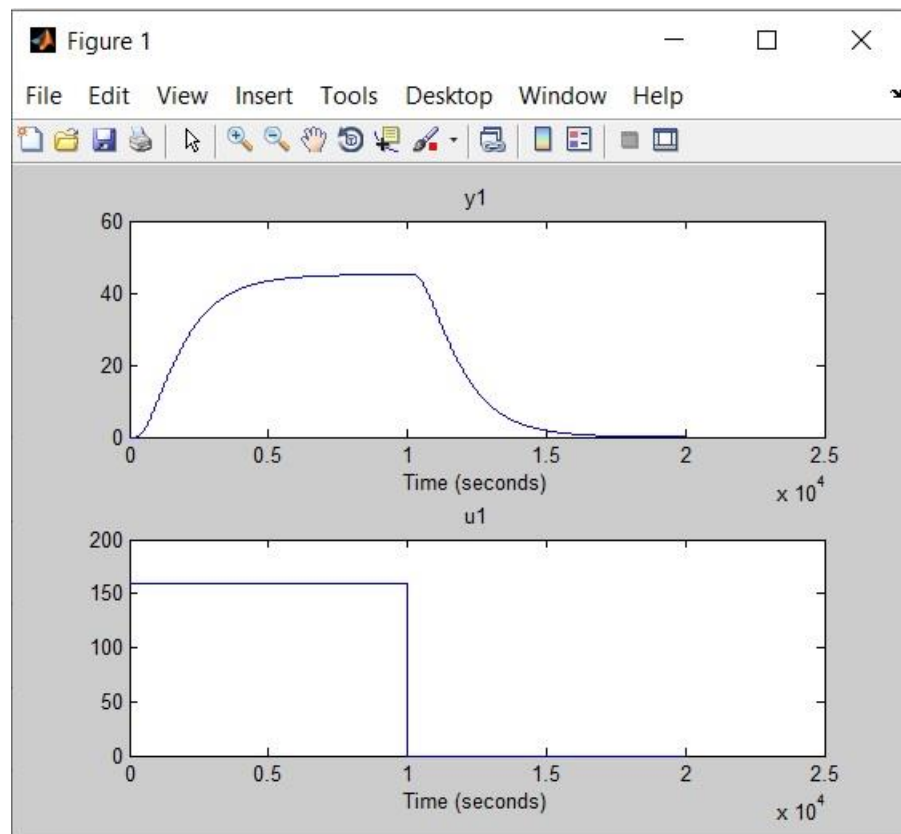 Figure 1
File Edit View Insert Tools Desktop Window Help
y1
60
40
20
0
0 0.5 1 1.5 2 2.5
Time (seconds)
x 10^4
u1
200
150
100
50
0
0 0.5 1 1.5 2 2.5
Time (seconds)
x 10^4